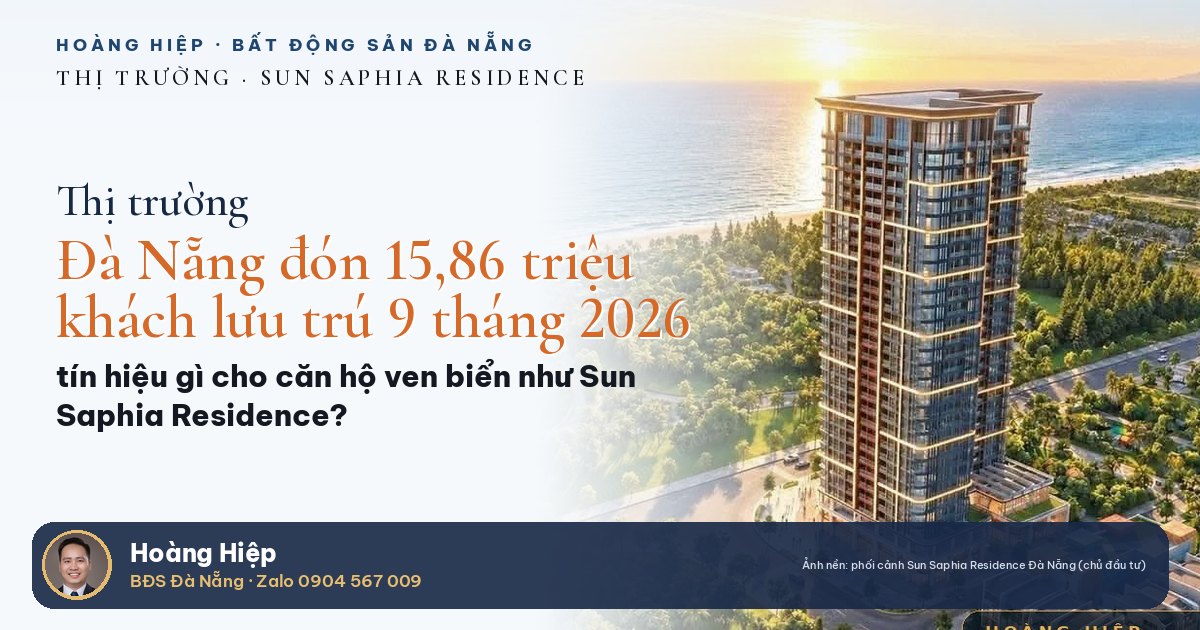 HOÀNG HIỆP · BẤT ĐỘNG SẢN ĐÀ NẴNG
THỊ TRƯỜNG · SUN SAPHIA RESIDENCE
Thị trường
Đà Nẵng đón 15,86 triệu
khách lưu trú 9 tháng 2026
tín hiệu gì cho căn hộ ven biển như Sun
Saphia Residence?
Hoàng Hiệp
BĐS Đà Nẵng · Zalo 0904 567 009
Ảnh nền: phối cảnh Sun Saphia Residence Đà Nẵng (chủ đầu tư)
HOÀNG HIỆP